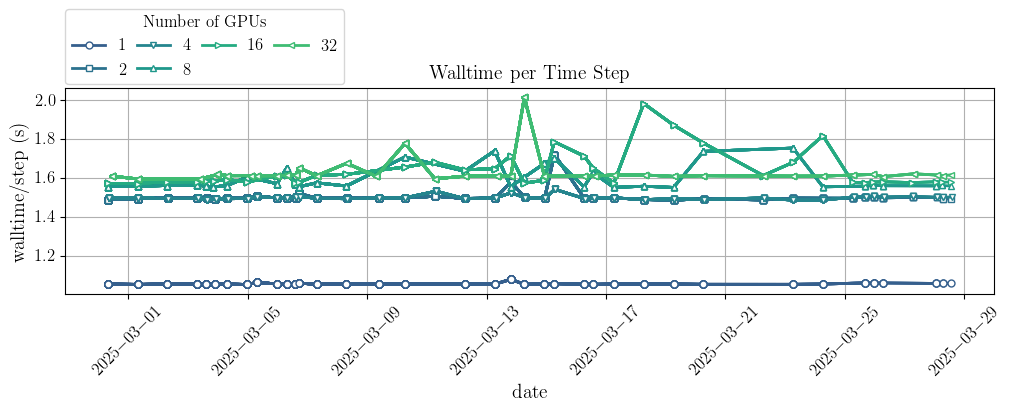 Number of GPUs
1 4 16 32
2 8
Walltime per Time Step
walltime/step (s)
2.0
1.8
1.6
1.4
1.2
2025−03−01 2025−03−05 2025−03−09 2025−03−13 2025−03−17 2025−03−21 2025−03−25 2025−03−29
date